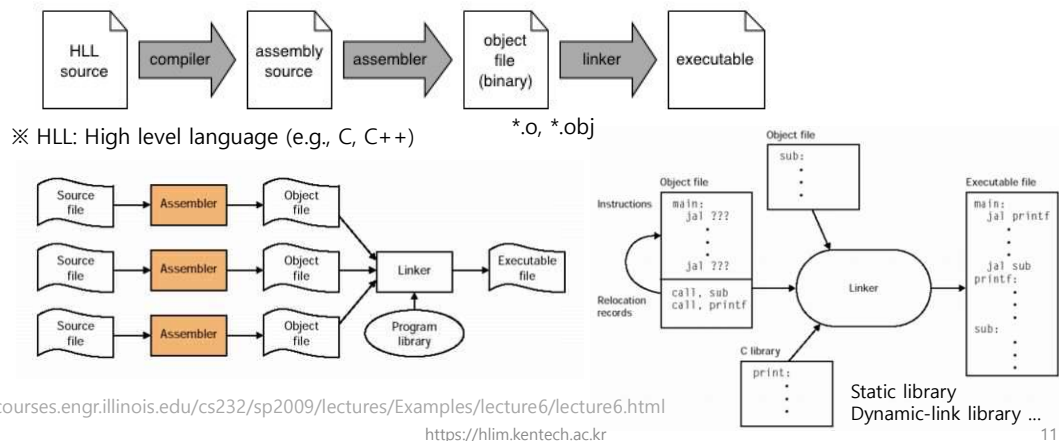 HLL
source
compiler
assembly
source
assembler
object
file
(binary)
linker
executable
※ HLL: High level language (e.g., C, C++)
*.o, *.obj
Source
file
Assembler
Object
file
Source
file
Assembler
Object
file
Linker
Executable
file
Source
file
Assembler
Object
file
Program
library
Object file
sub:
Object file
Instructions
main:
jal ???
jal ???
Relocation
records
call, sub
call, printf
Linker
C library
print:
Executable file
main:
jal printf
jal sub
printf:
sub:
Static library
Dynamic-link library ...
courses.engr.illinois.edu/cs232/sp2009/lectures/Examples/lecture6/lecture6.html
https://hlim.kentech.ac.kr
11